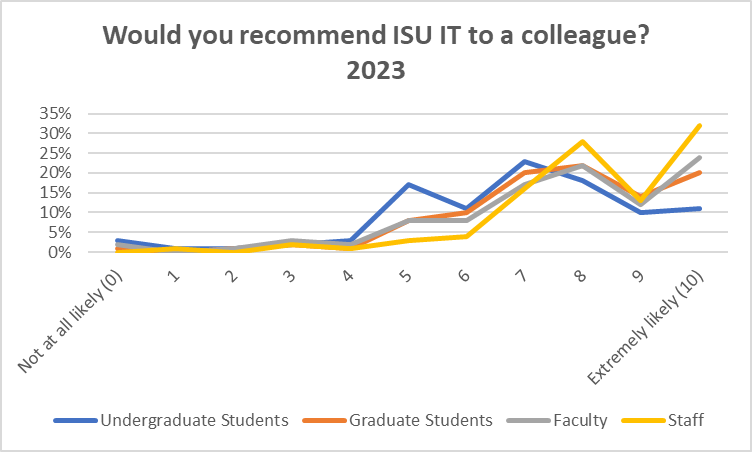 Would you recommend ISU IT to a colleague?
2023
35%
30%
25%
20%
15%
10%
5%
0%
Not at all likely (0)
1
2
3
4
5
6
7
8
9
Extremely likely (10)
Undergraduate Students
Graduate Students
Faculty
Staff